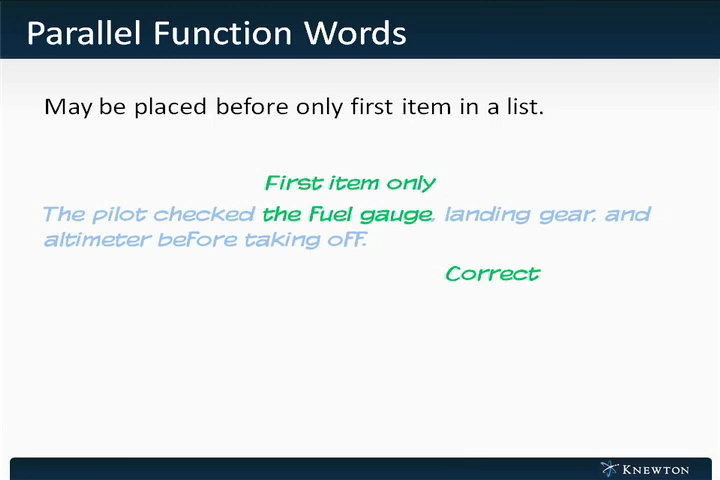 Parallel Function Words
May be placed before only first item in a list.
First item only
The pilot checked the fuel gauge, landing gear, and
altimeter before taking off.
Correct
KNEWTON